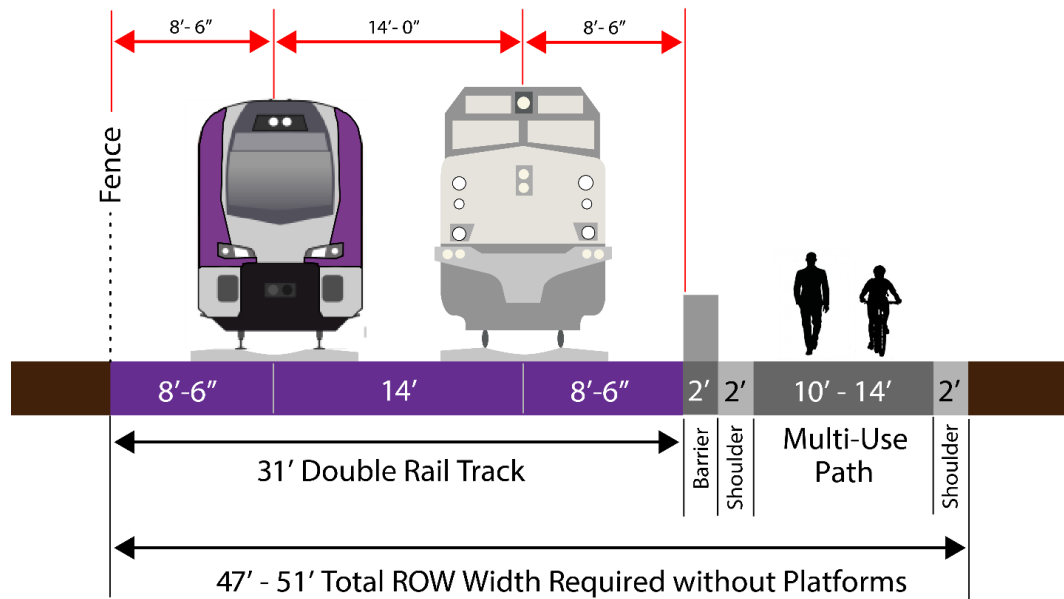 8'- 6"
14'- 0"
8'- 6"
Fence
8'-6"
14'
8'-6"
2'
2'
10' - 14'
2'
31' Double Rail Track
Barrier
Shoulder
Multi-Use
Path
Shoulder
47' - 51' Total ROW Width Required without Platforms